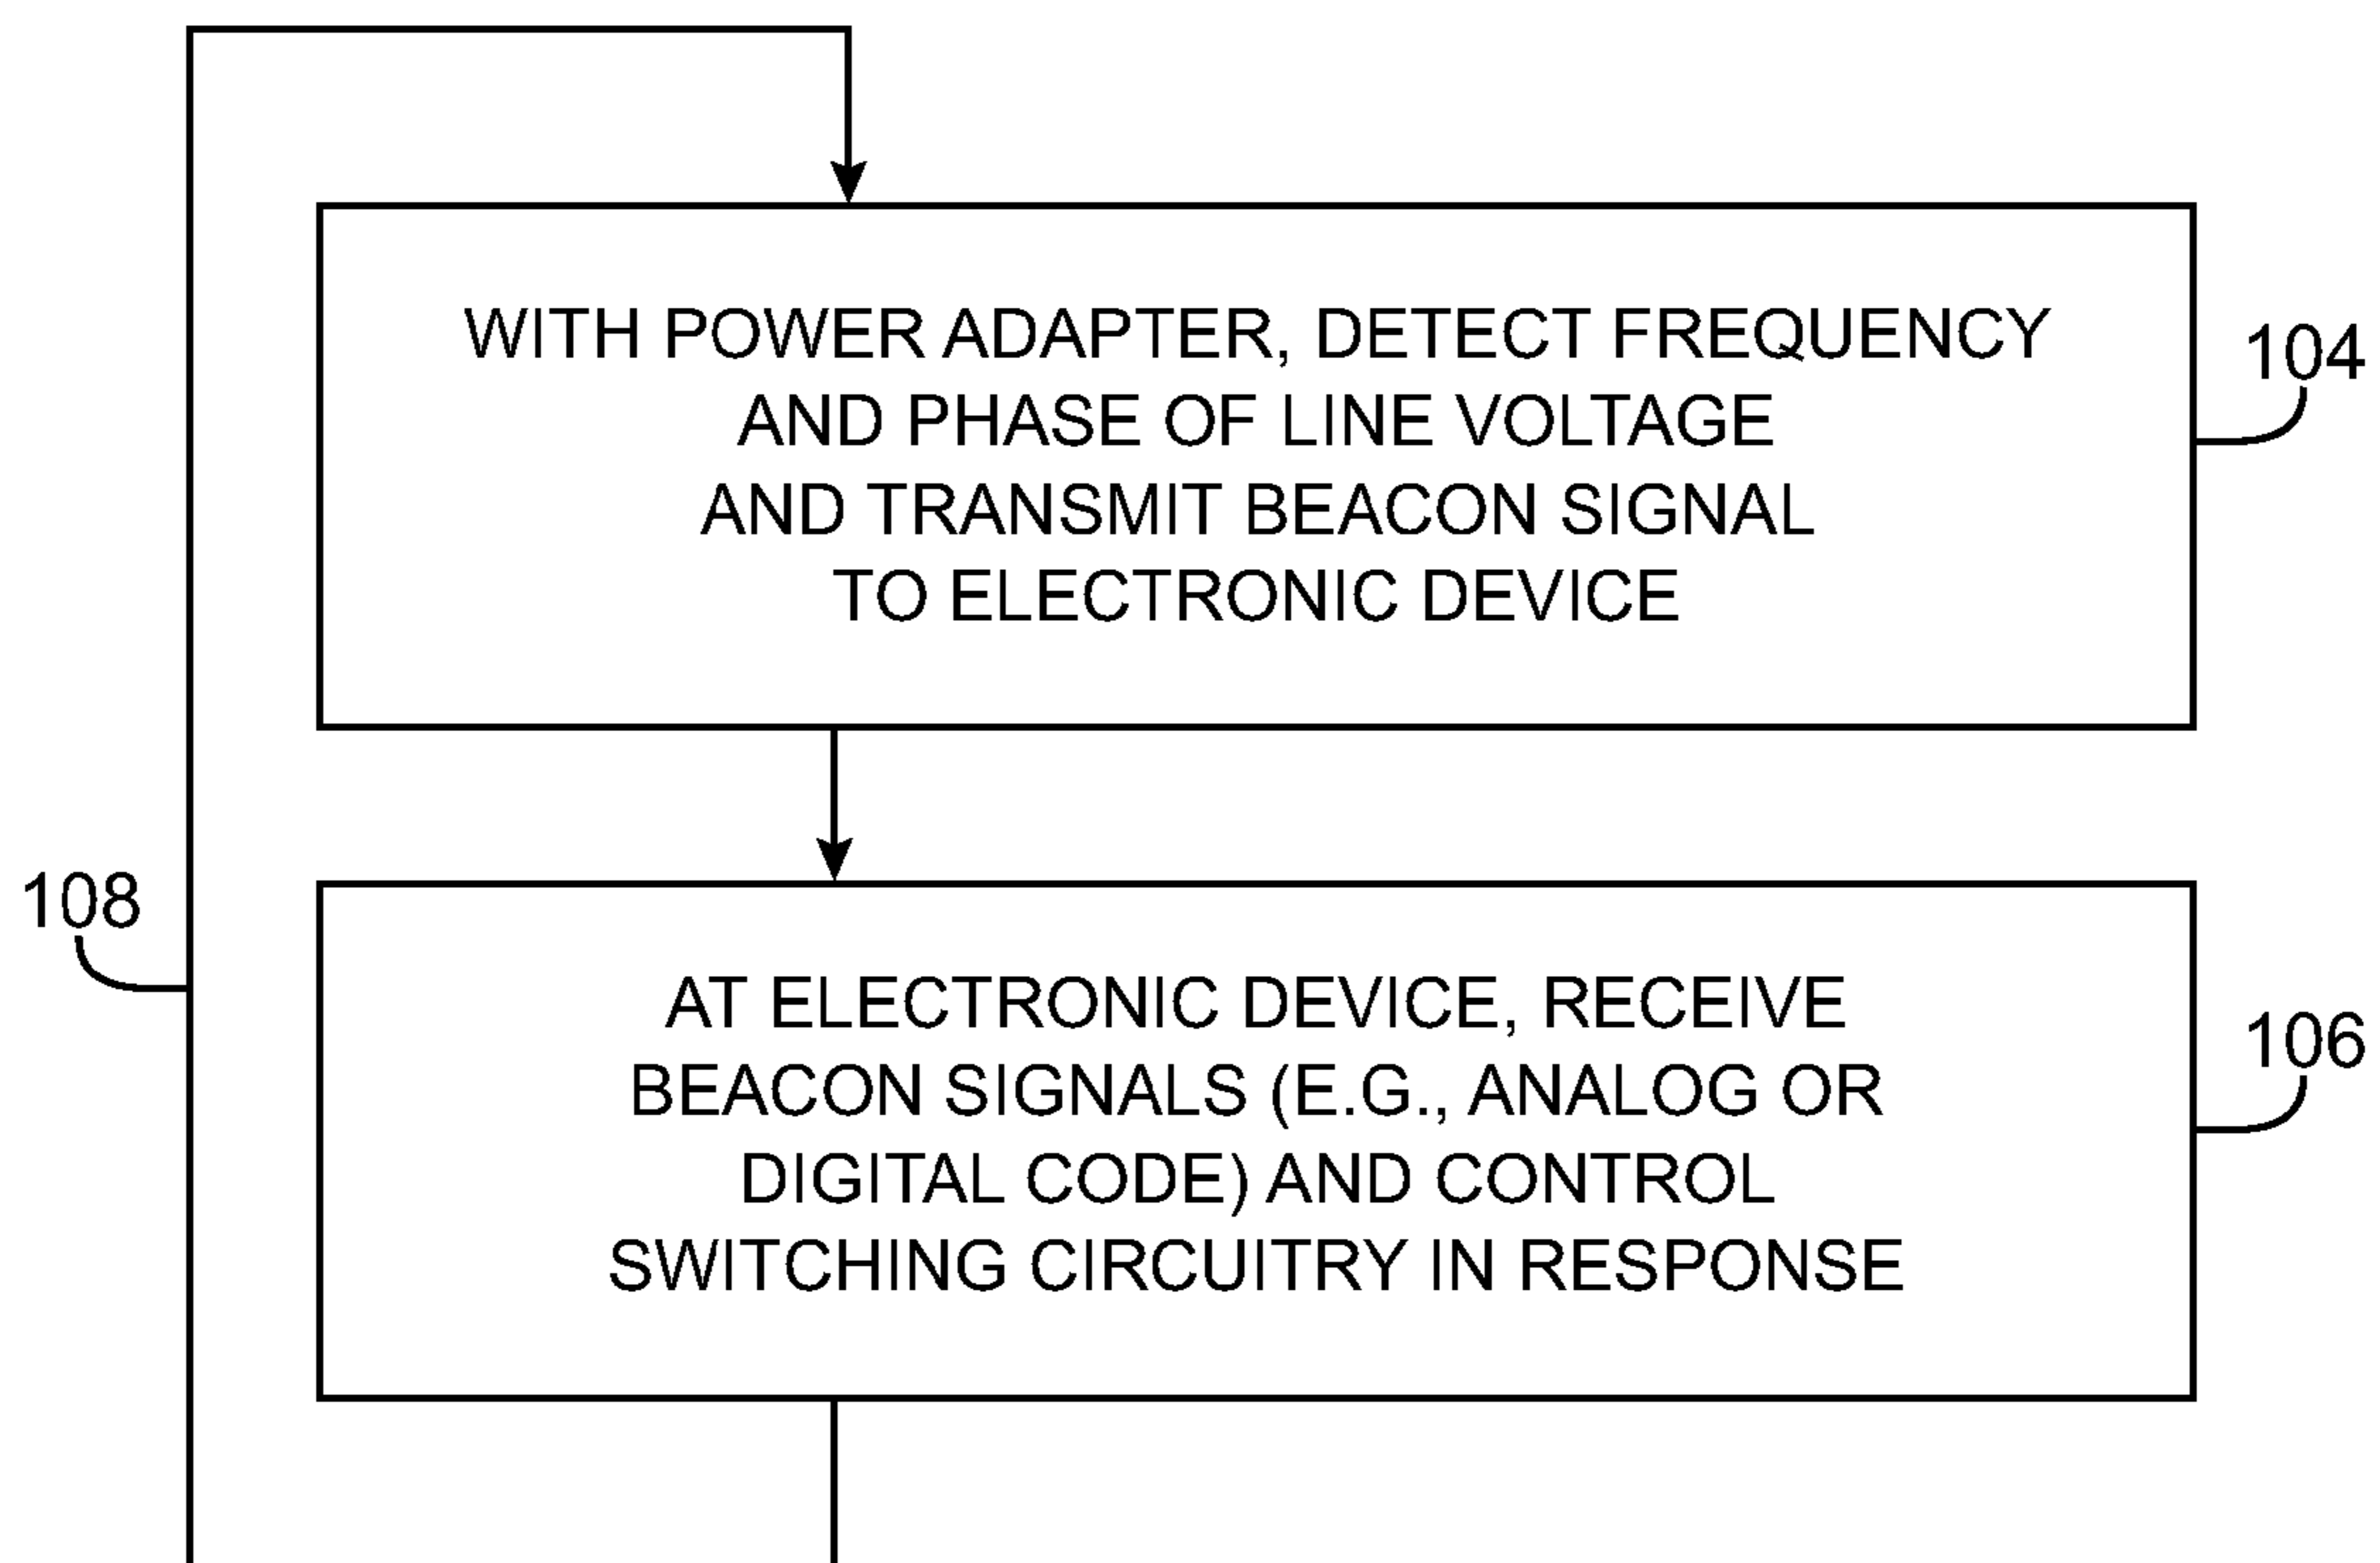 WITH POWER ADAPTER, DETECT FREQUENCY
AND PHASE OF LINE VOLTAGE
AND TRANSMIT BEACON SIGNAL
TO ELECTRONIC DEVICE
104
108
AT ELECTRONIC DEVICE, RECEIVE
BEACON SIGNALS (E.G., ANALOG OR
DIGITAL CODE) AND CONTROL
SWITCHING CIRCUITRY IN RESPONSE
106